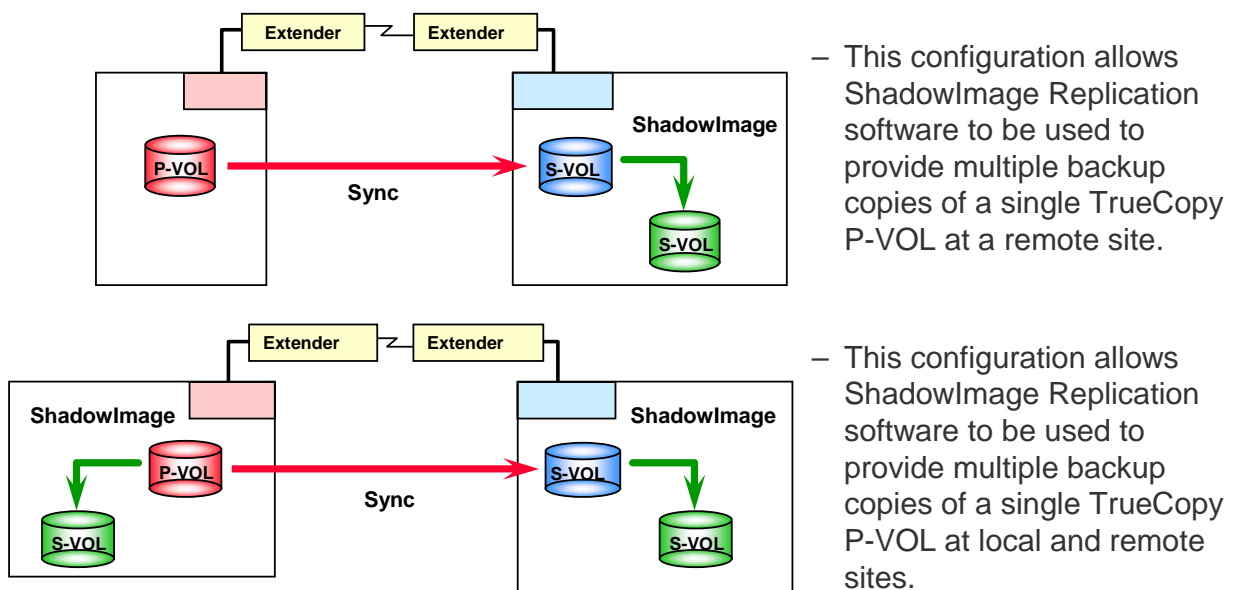 Extender Extender
– This configuration allows
ShadowImage Replication
software to be used to
provide multiple backup
copies of a single TrueCopy
P-VOL at a remote site.
ShadowImage
P-VOL
S-VOL
Sync
S-VOL
Extender Extender
– This configuration allows
ShadowImage Replication
software to be used to
provide multiple backup
copies of a single TrueCopy
P-VOL at local and remote
sites.
ShadowImage
ShadowImage
P-VOL
S-VOL
Sync
S-VOL
S-VOL